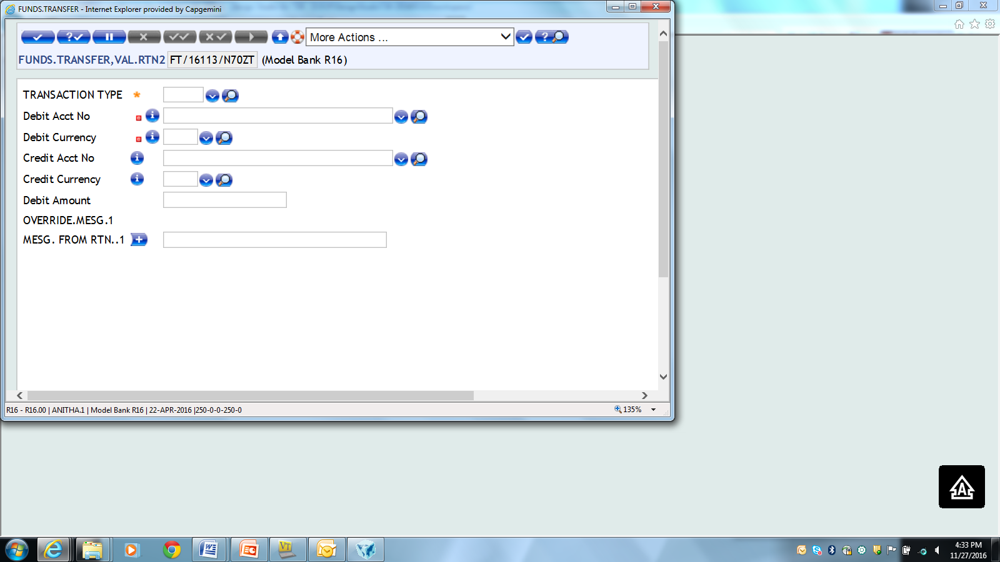 FUNDS.TRANSFER - Internet Explorer provided by Capgemini
More Actions ...
FUNDS.TRANSFER,VAL.RTN2 FT/16113/N70ZT (Model Bank R16)
TRANSACTION TYPE
Debit Acct No
Debit Currency
Credit Acct No
Credit Currency
Debit Amount
OVERRIDE.MESG.1
MESG. FROM RTN..1
R16 - R16.00 | ANITHA.1 | Model Bank R16 | 22-APR-2016 |250-0-0-250-0
135%
A
W
VT
4:33 PM
11/27/2016